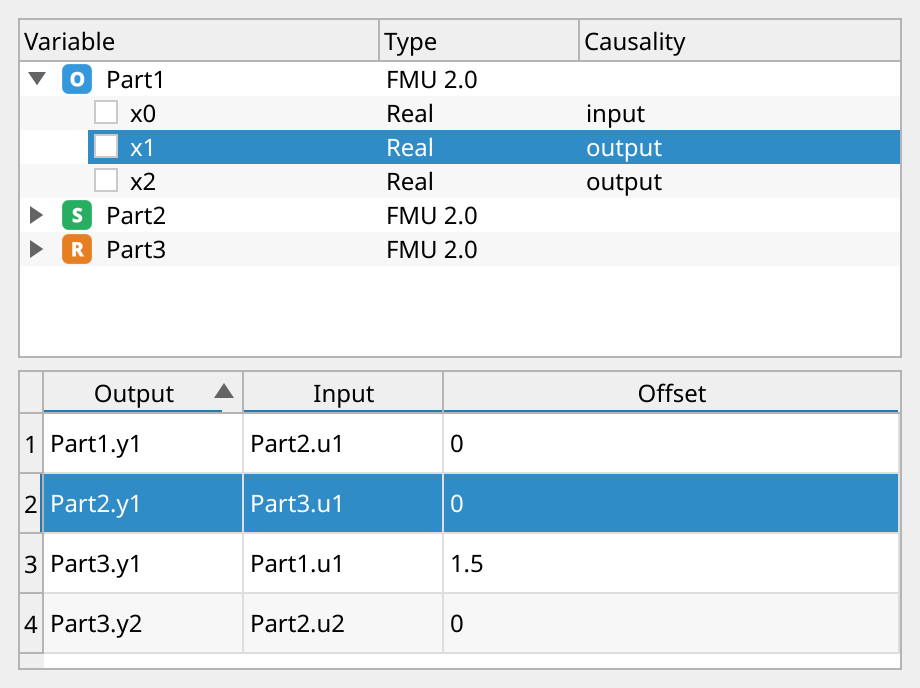 Variable Type Causality
O Part1 FMU 2.0
x0 Real input
x1 Real output
x2 Real output
S Part2 FMU 2.0
R Part3 FMU 2.0
Output Input Offset
1 Part1.y1 Part2.u1 0
2 Part2.y1 Part3.u1 0
3 Part3.y1 Part1.u1 1.5
4 Part3.y2 Part2.u2 0